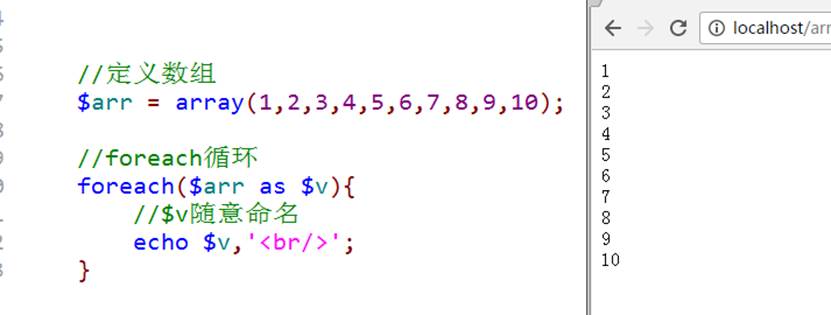 //定义数组
$arr = array(1,2,3,4,5,6,7,8,9,10);
//foreach循环
foreach($arr as $v){
//$v随意命名
echo $v,'<br/>';
}
localhost/arr
1
2
3
4
5
6
7
8
9
10